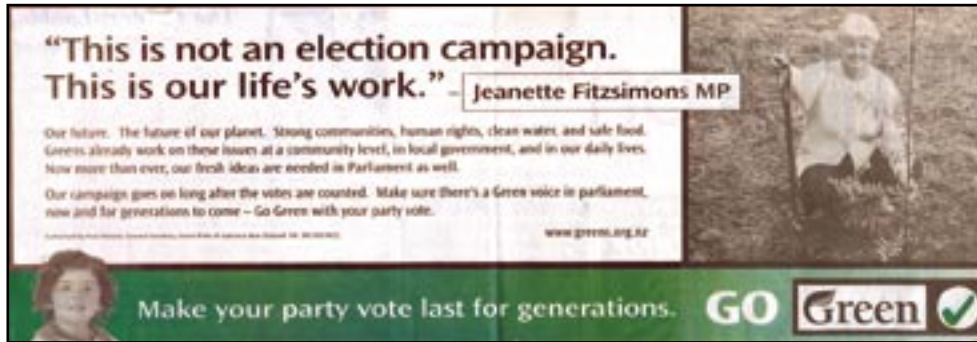 “This is not an election campaign.
This is our life’s work.” – Jeanette Fitzsimons MP
Our future. The future of our planet. Strong communities, human rights, clean water, and safe food.
Greens already work on these issues at a community level, in local government, and in our daily lives.
Now more than ever, our fresh ideas are needed in Parliament as well.
Our campaign goes on long after the votes are counted. Make sure there’s a Green voice in parliament,
now and for generations to come – Go Green with your party vote.
www.greens.org.nz
Make your party vote last for generations. GO Green